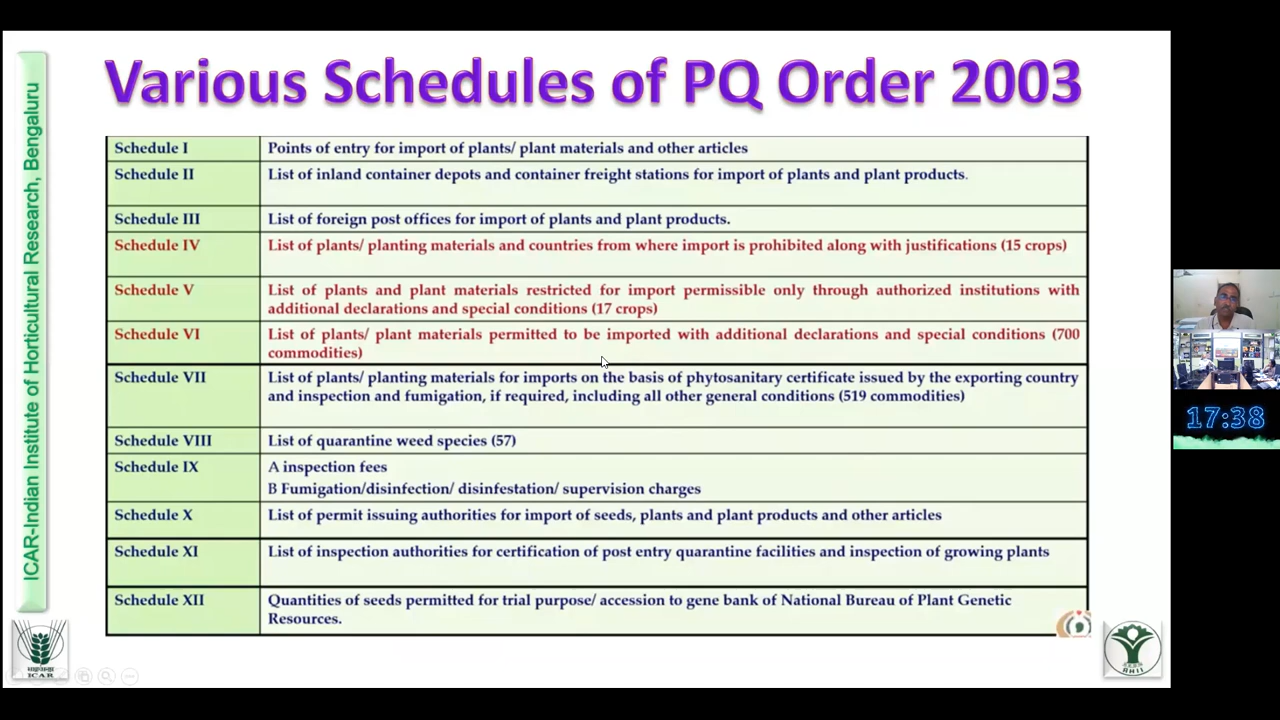 Various Schedules of PQ Order 2003
ICAR-Indian Institute of Horticultural Research, Bengaluru
Schedule I
Points of entry for import of plants/ plant materials and other articles
Schedule II
List of inland container depots and container freight stations for import of plants and plant products.
Schedule III
List of foreign post offices for import of plants and plant products.
Schedule IV
List of plants/ planting materials and countries from where import is prohibited along with justifications (15 crops)
Schedule V
List of plants and plant materials restricted for import permissible only through authorized institutions with
additional declarations and special conditions (17 crops)
Schedule VI
List of plants/ plant materials permitted to be imported with additional declarations and special conditions (700
commodities)
Schedule VII
List of plants/ planting materials for imports on the basis of phytosanitary certificate issued by the exporting country
and inspection and fumigation, if required, including all other general conditions (519 commodities)
Schedule VIII
List of quarantine weed species (57)
Schedule IX
A inspection fees
B Fumigation/disinfection/ disinfestation/ supervision charges
Schedule X
List of permit issuing authorities for import of seeds, plants and plant products and other articles
Schedule XI
List of inspection authorities for certification of post entry quarantine facilities and inspection of growing plants
Schedule XII
Quantities of seeds permitted for trial purpose/ accession to gene bank of National Bureau of Plant Genetic
Resources.
ICAR
17:38